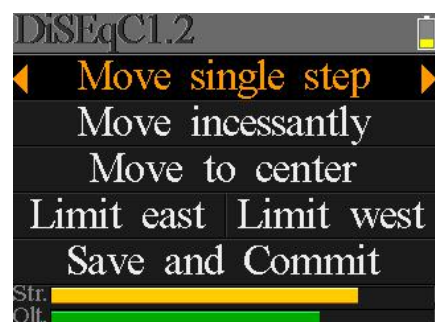 DiSEqC1.2
Move single step
Move incessantly
Move to center
Limit east Limit west
Save and Commit
Str.
Qlt.